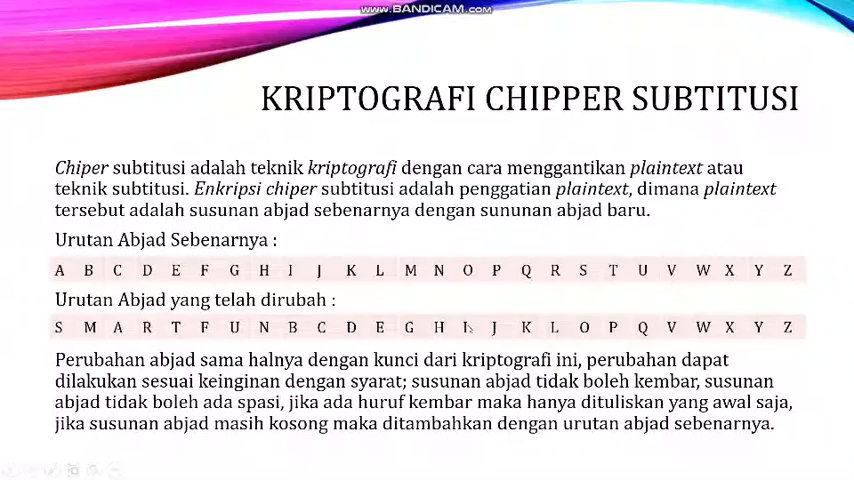 WWW.BANDICAM.COM
KRIPTOGRAFI CHIPPER SUBTITUSI
Chiper subtitusi adalah teknik kriptografi dengan cara menggantikan plaintext atau
teknik subtitusi. Enkripsi chiper subtitusi adalah penggatian plaintext, dimana plaintext
tersebut adalah susunan abjad sebenarnya dengan sununan abjad baru.
Urutan Abjad Sebenarnya :
A B C D E F G H I J K L M N O P Q R S T U V W X Y Z
Urutan Abjad yang telah dirubah :
S M A R T F U N B C D E G H I J K L O P Q V W X Y Z
Perubahan abjad sama halnya dengan kunci dari kriptografi ini, perubahan dapat
dilakukan sesuai keinginan dengan syarat; susunan abjad tidak boleh kembar, susunan
abjad tidak boleh ada spasi, jika ada huruf kembar maka hanya dituliskan yang awal saja,
jika susunan abjad masih kosong maka ditambahkan dengan urutan abjad sebenarnya.